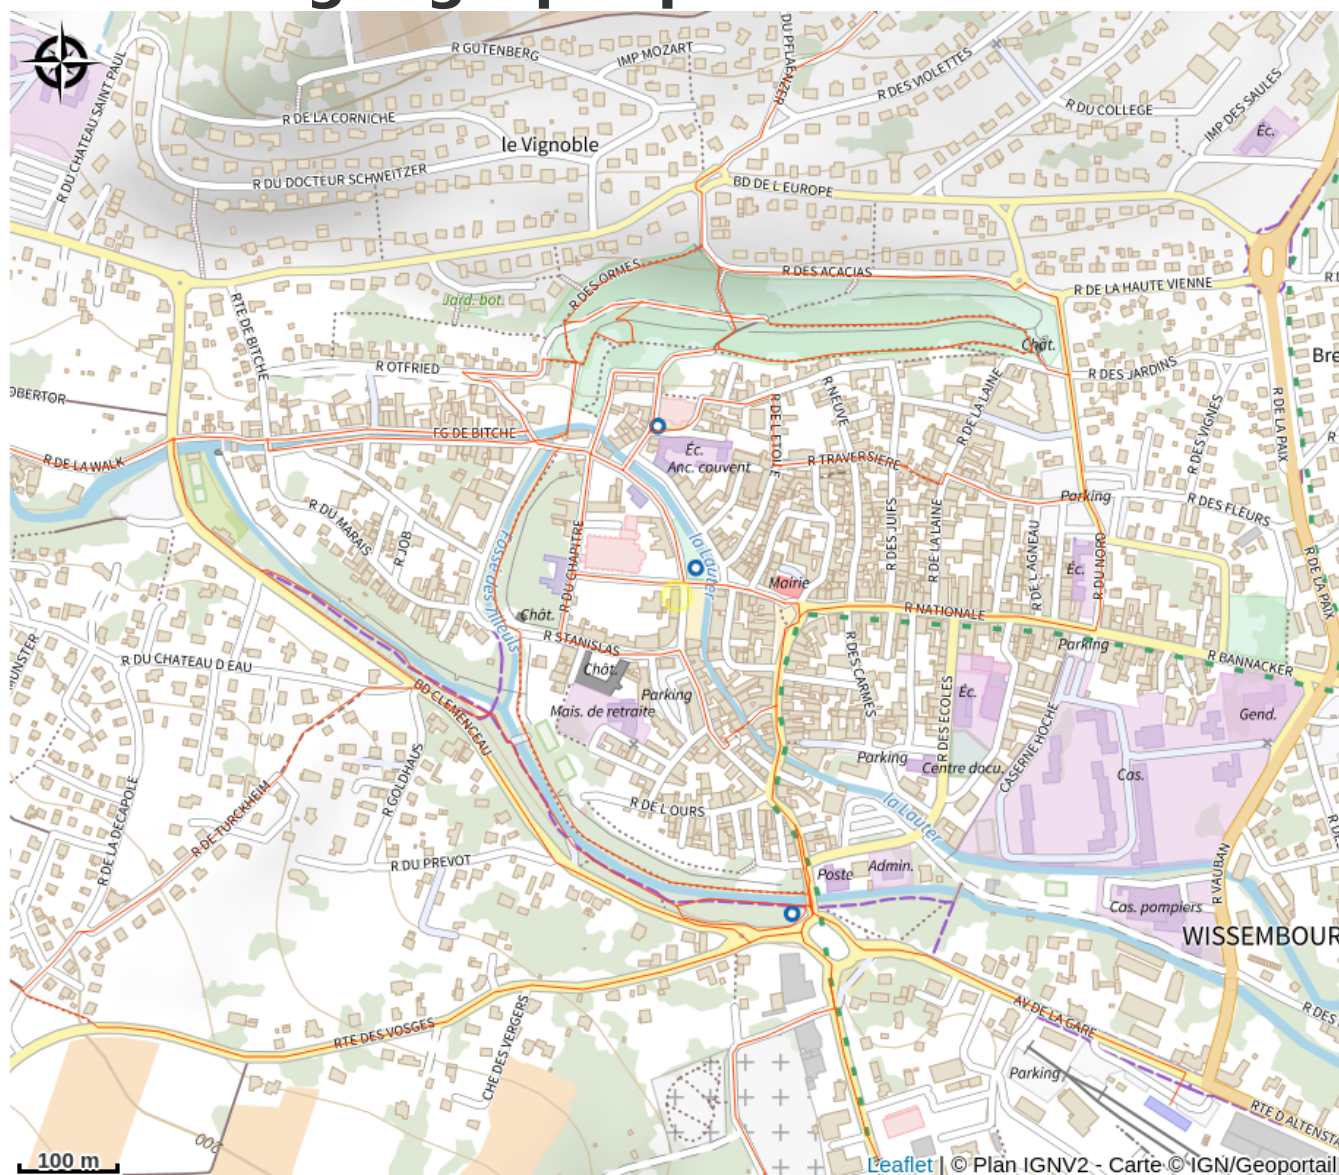 R GUTENBERG
IMP MOZART
DU PFLAENZER
R DES VIOLETTES
R DU COLLEGE
IMP DES SAULES
Éc.
R DU CHATEAU SAINT PAUL
R DE LA CORNICHE
le Vignoble
R DU DOCTEUR SCHWEITZER
BD DE L EUROPE
R DES ORMES
R DES ACACIAS
R DE LA HAUTE VIENNE
Jard. bot.
RTE DE BITCHE
Chât.
Bre
R OTFRIED
R DES JARDINS
OBERTOR
R NEUVE
R DE LA LAINE
R DES VIGNES
R DE LA PAIX
FG DE BITCHE
R DE L ETOILE
Éc.
Anc. couvent
R TRAVERSIERE
R DE LA WALK
Parking
R DES FLEURS
R DU MARAIS
R JOB
FOSSÉ des Tilleuls
R DU CHAPITRE
la Lauter
R DES JUIFS
R DE LA LAINE
R DE L AGNEAU
R DU NORD
Éc.
R DE LA PAIX
Mairie
R NATIONALE
Chât.
R STANISLAS
Parking
R BANNACKER
MUNSTER
R DU CHATEAU D EAU
Chât.
Parking
R DES CARMES
R DES ECOLES
Éc.
BD CLEMENCEAU
Mais. de retraite
Gend.
CASERNE HOCHE
R GOLDHAUS
Parking
Centre docu.
Cas.
R DE LA DECAPOLE
R DE TURCKHEIM
R DE L'OURS
la Lauter
R DU PREVOT
Poste
Admin.
R VAUBAN
Cas. pompiers
WISSEMBOUR
AV DE LA GARE
R DES
RTE DES VOSGES
CHE DES VERGERS
Parking
RTE D ALTENSTA
200
100 m
Leaflet | © Plan IGNV2 - Carte © IGN/Geoportail